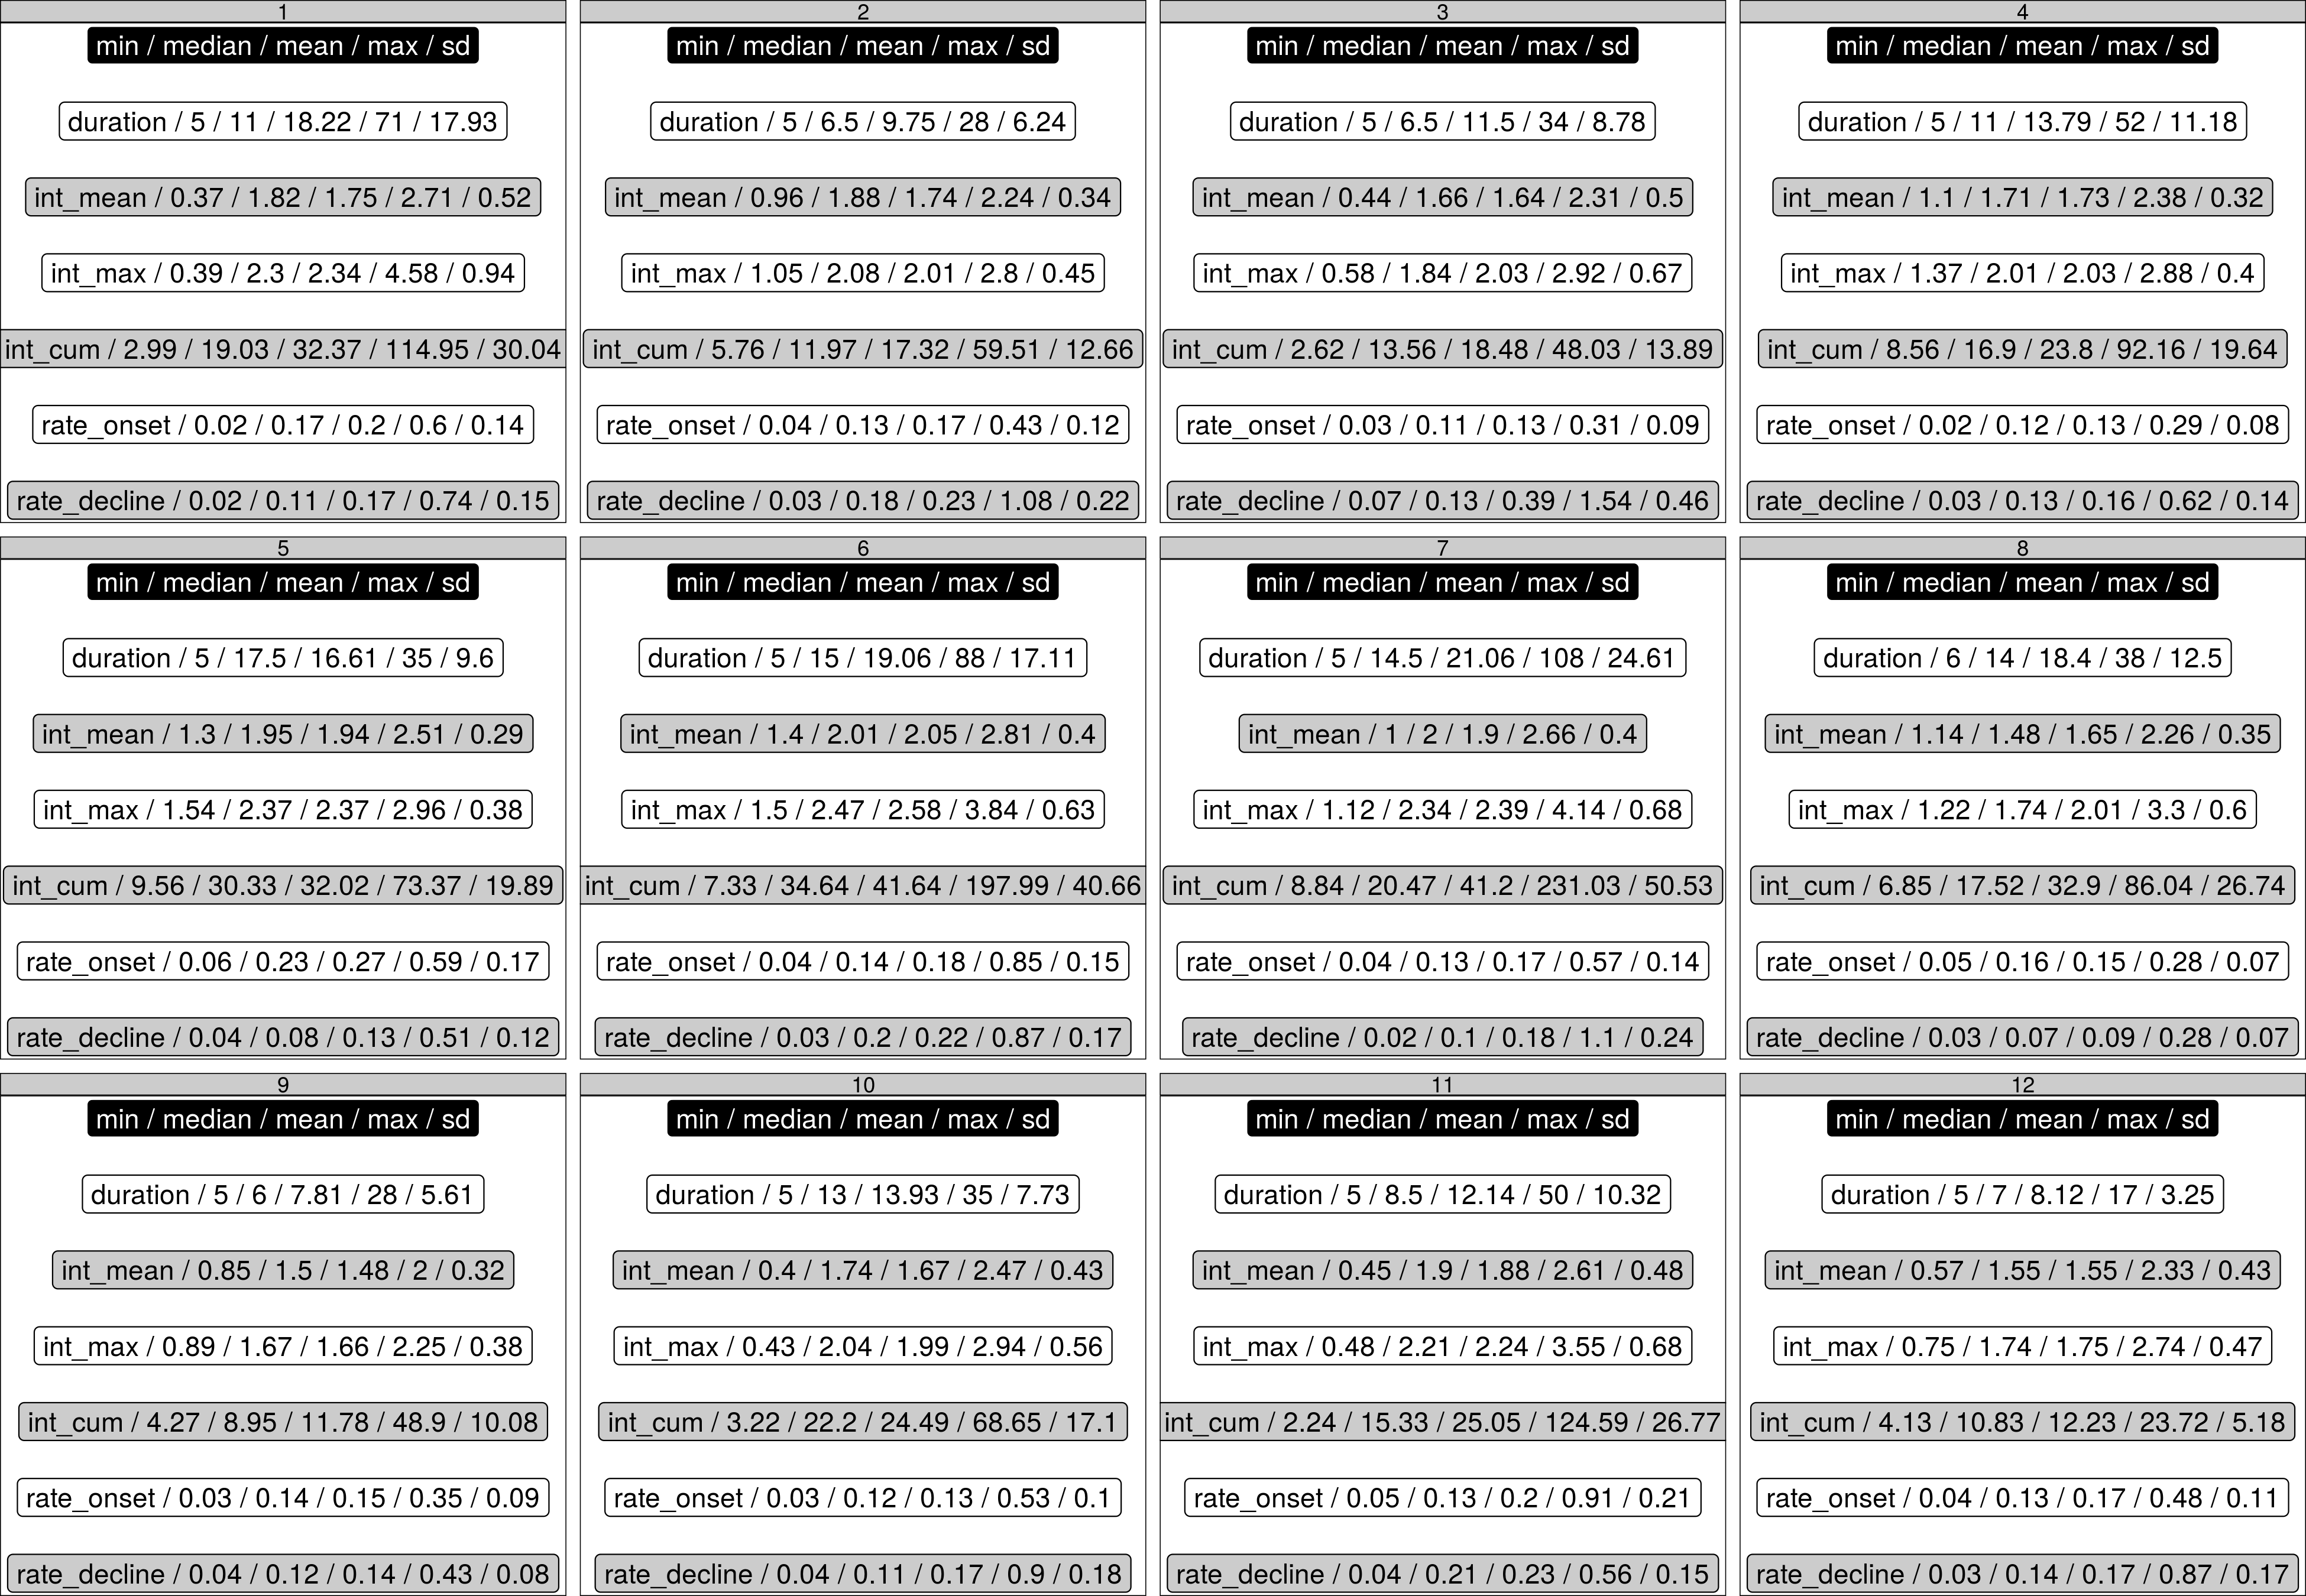 1
min / median / mean / max / sd
duration / 5 / 11 / 18.22 / 71 / 17.93
int_mean / 0.37 / 1.82 / 1.75 / 2.71 / 0.52
int_max / 0.39 / 2.3 / 2.34 / 4.58 / 0.94
int_cum / 2.99 / 19.03 / 32.37 / 114.95 / 30.04
rate_onset / 0.02 / 0.17 / 0.2 / 0.6 / 0.14
rate_decline / 0.02 / 0.11 / 0.17 / 0.74 / 0.15
2
min / median / mean / max / sd
duration / 5 / 6.5 / 9.75 / 28 / 6.24
int_mean / 0.96 / 1.88 / 1.74 / 2.24 / 0.34
int_max / 1.05 / 2.08 / 2.01 / 2.8 / 0.45
int_cum / 5.76 / 11.97 / 17.32 / 59.51 / 12.66
rate_onset / 0.04 / 0.13 / 0.17 / 0.43 / 0.12
rate_decline / 0.03 / 0.18 / 0.23 / 1.08 / 0.22
3
min / median / mean / max / sd
duration / 5 / 6.5 / 11.5 / 34 / 8.78
int_mean / 0.44 / 1.66 / 1.64 / 2.31 / 0.5
int_max / 0.58 / 1.84 / 2.03 / 2.92 / 0.67
int_cum / 2.62 / 13.56 / 18.48 / 48.03 / 13.89
rate_onset / 0.03 / 0.11 / 0.13 / 0.31 / 0.09
rate_decline / 0.07 / 0.13 / 0.39 / 1.54 / 0.46
4
min / median / mean / max / sd
duration / 5 / 11 / 13.79 / 52 / 11.18
int_mean / 1.1 / 1.71 / 1.73 / 2.38 / 0.32
int_max / 1.37 / 2.01 / 2.03 / 2.88 / 0.4
int_cum / 8.56 / 16.9 / 23.8 / 92.16 / 19.64
rate_onset / 0.02 / 0.12 / 0.13 / 0.29 / 0.08
rate_decline / 0.03 / 0.13 / 0.16 / 0.62 / 0.14
5
min / median / mean / max / sd
duration / 5 / 17.5 / 16.61 / 35 / 9.6
int_mean / 1.3 / 1.95 / 1.94 / 2.51 / 0.29
int_max / 1.54 / 2.37 / 2.37 / 2.96 / 0.38
int_cum / 9.56 / 30.33 / 32.02 / 73.37 / 19.89
rate_onset / 0.06 / 0.23 / 0.27 / 0.59 / 0.17
rate_decline / 0.04 / 0.08 / 0.13 / 0.51 / 0.12
6
min / median / mean / max / sd
duration / 5 / 15 / 19.06 / 88 / 17.11
int_mean / 1.4 / 2.01 / 2.05 / 2.81 / 0.4
int_max / 1.5 / 2.47 / 2.58 / 3.84 / 0.63
int_cum / 7.33 / 34.64 / 41.64 / 197.99 / 40.66
rate_onset / 0.04 / 0.14 / 0.18 / 0.85 / 0.15
rate_decline / 0.03 / 0.2 / 0.22 / 0.87 / 0.17
7
min / median / mean / max / sd
duration / 5 / 14.5 / 21.06 / 108 / 24.61
int_mean / 1 / 2 / 1.9 / 2.66 / 0.4
int_max / 1.12 / 2.34 / 2.39 / 4.14 / 0.68
int_cum / 8.84 / 20.47 / 41.2 / 231.03 / 50.53
rate_onset / 0.04 / 0.13 / 0.17 / 0.57 / 0.14
rate_decline / 0.02 / 0.1 / 0.18 / 1.1 / 0.24
8
min / median / mean / max / sd
duration / 6 / 14 / 18.4 / 38 / 12.5
int_mean / 1.14 / 1.48 / 1.65 / 2.26 / 0.35
int_max / 1.22 / 1.74 / 2.01 / 3.3 / 0.6
int_cum / 6.85 / 17.52 / 32.9 / 86.04 / 26.74
rate_onset / 0.05 / 0.16 / 0.15 / 0.28 / 0.07
rate_decline / 0.03 / 0.07 / 0.09 / 0.28 / 0.07
9
min / median / mean / max / sd
duration / 5 / 6 / 7.81 / 28 / 5.61
int_mean / 0.85 / 1.5 / 1.48 / 2 / 0.32
int_max / 0.89 / 1.67 / 1.66 / 2.25 / 0.38
int_cum / 4.27 / 8.95 / 11.78 / 48.9 / 10.08
rate_onset / 0.03 / 0.14 / 0.15 / 0.35 / 0.09
rate_decline / 0.04 / 0.12 / 0.14 / 0.43 / 0.08
10
min / median / mean / max / sd
duration / 5 / 13 / 13.93 / 35 / 7.73
int_mean / 0.4 / 1.74 / 1.67 / 2.47 / 0.43
int_max / 0.43 / 2.04 / 1.99 / 2.94 / 0.56
int_cum / 3.22 / 22.2 / 24.49 / 68.65 / 17.1
rate_onset / 0.03 / 0.12 / 0.13 / 0.53 / 0.1
rate_decline / 0.04 / 0.11 / 0.17 / 0.9 / 0.18
11
min / median / mean / max / sd
duration / 5 / 8.5 / 12.14 / 50 / 10.32
int_mean / 0.45 / 1.9 / 1.88 / 2.61 / 0.48
int_max / 0.48 / 2.21 / 2.24 / 3.55 / 0.68
int_cum / 2.24 / 15.33 / 25.05 / 124.59 / 26.77
rate_onset / 0.05 / 0.13 / 0.2 / 0.91 / 0.21
rate_decline / 0.04 / 0.21 / 0.23 / 0.56 / 0.15
12
min / median / mean / max / sd
duration / 5 / 7 / 8.12 / 17 / 3.25
int_mean / 0.57 / 1.55 / 1.55 / 2.33 / 0.43
int_max / 0.75 / 1.74 / 1.75 / 2.74 / 0.47
int_cum / 4.13 / 10.83 / 12.23 / 23.72 / 5.18
rate_onset / 0.04 / 0.13 / 0.17 / 0.48 / 0.11
rate_decline / 0.03 / 0.14 / 0.17 / 0.87 / 0.17